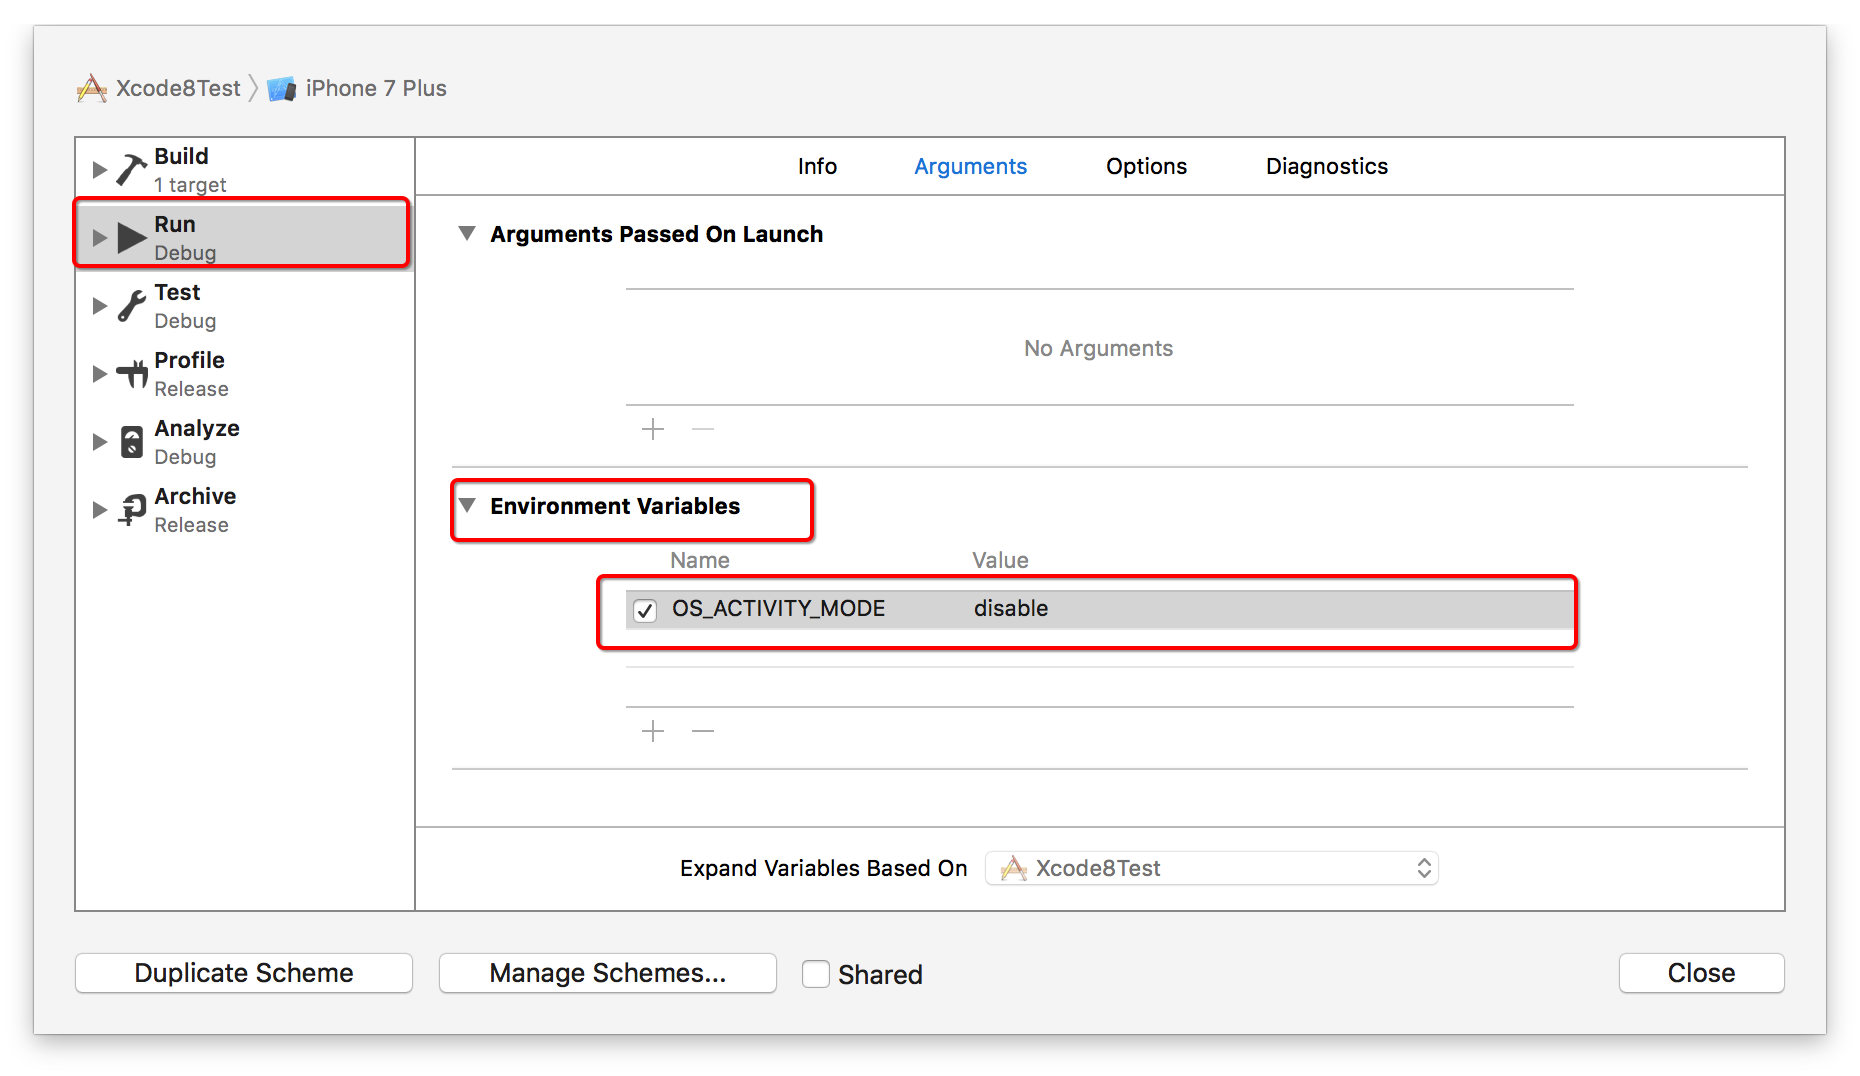 Xcode8Test iPhone 7 Plus
Build
1 target
Run
Debug
Test
Debug
Profile
Release
Analyze
Debug
Archive
Release
Info Arguments Options Diagnostics
Arguments Passed On Launch
No Arguments
Environment Variables
Name Value
OS_ACTIVITY_MODE disable
Expand Variables Based On Xcode8Test
Duplicate Scheme Manage Schemes... Shared Close